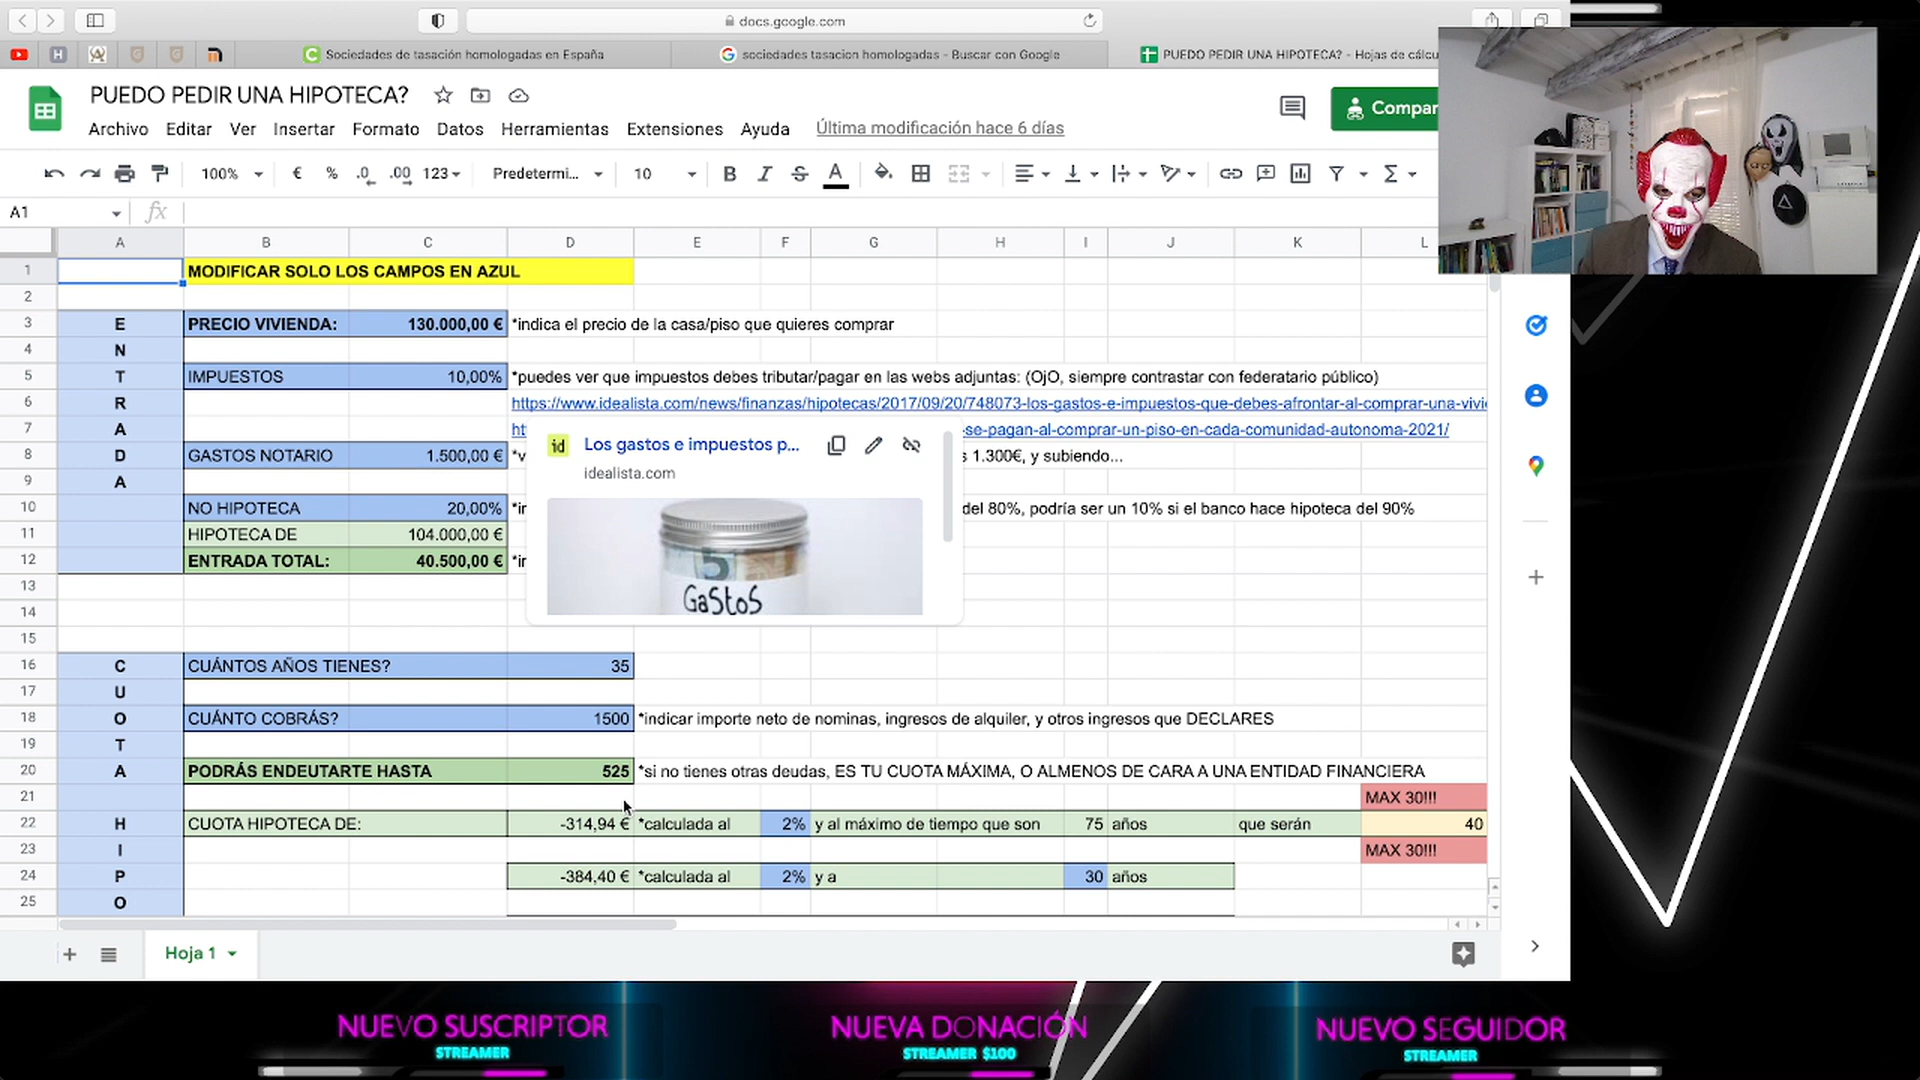 docs.google.com
Sociedades de tasación homologadas en España
sociedades tasacion homologadas - Buscar con Google
PUEDO PEDIR UNA HIPOTECA? - Hojas de cálcu
PUEDO PEDIR UNA HIPOTECA?
Archivo Editar Ver Insertar Formato Datos Herramientas Extensiones Ayuda Última modificación hace 6 días
Compar
100% € % .0 .00 123 Predetermi... 10 B I S A Σ
A1 fx
A B C D E F G H I J K L
1 MODIFICAR SOLO LOS CAMPOS EN AZUL
2
3 E PRECIO VIVIENDA: 130.000,00 € *indica el precio de la casa/piso que quieres comprar
4 N
5 T IMPUESTOS 10,00% *puedes ver que impuestos debes tributar/pagar en las webs adjuntas: (OjO, siempre contrastar con federatario público)
6 R https://www.idealista.com/news/finanzas/hipotecas/2017/09/20/748073-los-gastos-e-impuestos-que-debes-afrontar-al-comprar-una-vivi
7 A -se-pagan-al-comprar-un-piso-en-cada-comunidad-autonoma-2021/
8 D GASTOS NOTARIO 1.500,00 € *v s 1.300€, y subiendo...
9 A
10 NO HIPOTECA 20,00% *in del 80%, podría ser un 10% si el banco hace hipoteca del 90%
11 HIPOTECA DE 104.000,00 €
12 ENTRADA TOTAL: 40.500,00 € *in
id Los gastos e impuestos p...
idealista.com
5
GaStoS
13
14
15
16 C CUÁNTOS AÑOS TIENES? 35
17 U
18 O CUÁNTO COBRÁS? 1500 *indicar importe neto de nominas, ingresos de alquiler, y otros ingresos que DECLARES
19 T
20 A PODRÁS ENDEUTARTE HASTA 525 *si no tienes otras deudas, ES TU CUOTA MÁXIMA, O ALMENOS DE CARA A UNA ENTIDAD FINANCIERA
21 MAX 30!!!
22 H CUOTA HIPOTECA DE: -314,94 € *calculada al 2% y al máximo de tiempo que son 75 años que serán 40
23 I MAX 30!!!
24 P -384,40 € *calculada al 2% y a 30 años
25 O
Hoja 1
NUEVO SUSCRIPTOR
STREAMER
NUEVA DONACIÓN
STREAMER $100
NUEVO SEGUIDOR
STREAMER